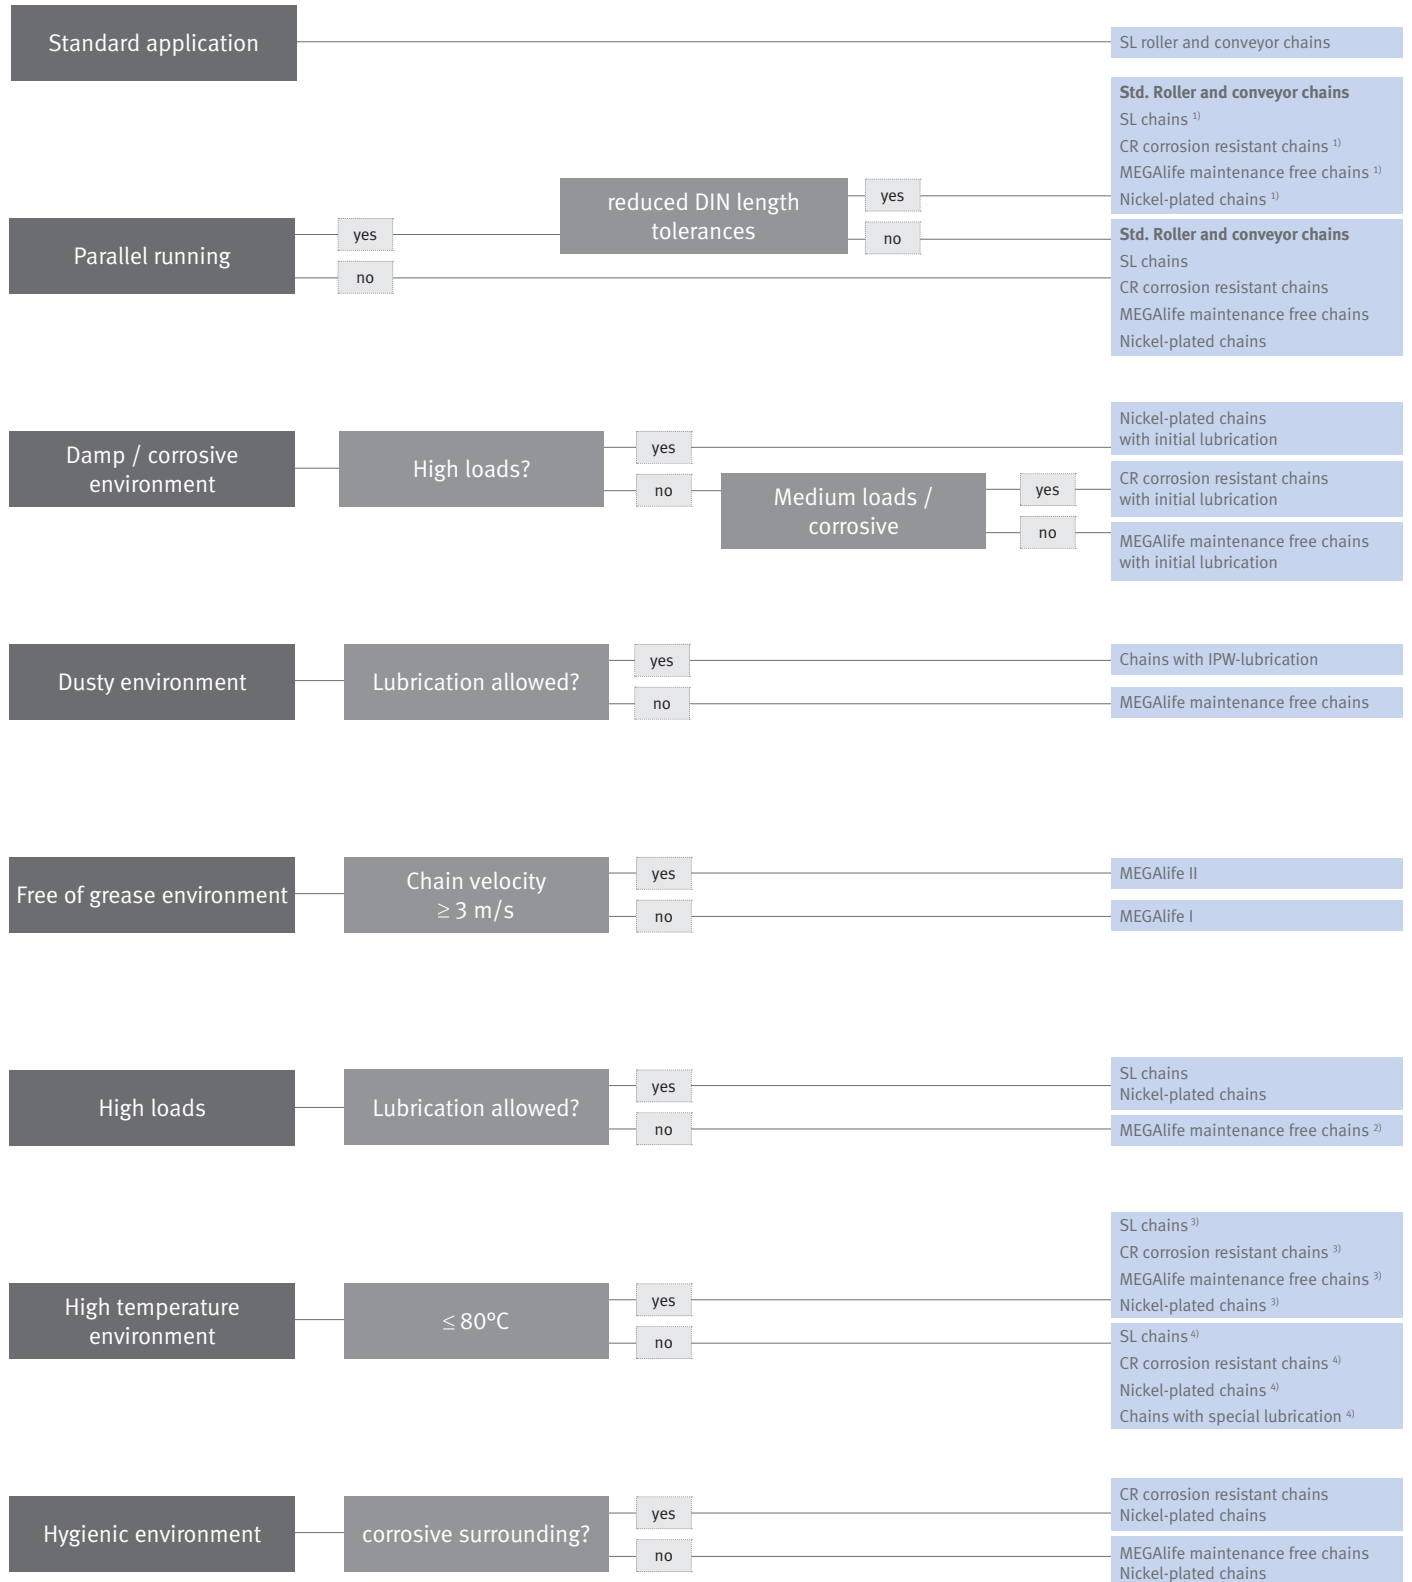 Standard application
SL roller and conveyor chains
Parallel running
yes
no
reduced DIN length
tolerances
yes
no
Std. Roller and conveyor chains
SL chains 1)
CR corrosion resistant chains 1)
MEGAlife maintenance free chains 1)
Nickel-plated chains 1)
Std. Roller and conveyor chains
SL chains
CR corrosion resistant chains
MEGAlife maintenance free chains
Nickel-plated chains
Damp / corrosive
environment
High loads?
yes
no
Medium loads /
corrosive
yes
no
Nickel-plated chains
with initial lubrication
CR corrosion resistant chains
with initial lubrication
MEGAlife maintenance free chains
with initial lubrication
Dusty environment
Lubrication allowed?
yes
no
Chains with IPW-lubrication
MEGAlife maintenance free chains
Free of grease environment
Chain velocity
≥ 3 m/s
yes
no
MEGAlife II
MEGAlife I
High loads
Lubrication allowed?
yes
no
SL chains
Nickel-plated chains
MEGAlife maintenance free chains 2)
High temperature
environment
≤ 80°C
yes
no
SL chains 3)
CR corrosion resistant chains 3)
MEGAlife maintenance free chains 3)
Nickel-plated chains 3)
SL chains 4)
CR corrosion resistant chains 4)
Nickel-plated chains 4)
Chains with special lubrication 4)
Hygienic environment
corrosive surrounding?
yes
no
CR corrosion resistant chains
Nickel-plated chains
MEGAlife maintenance free chains
Nickel-plated chains